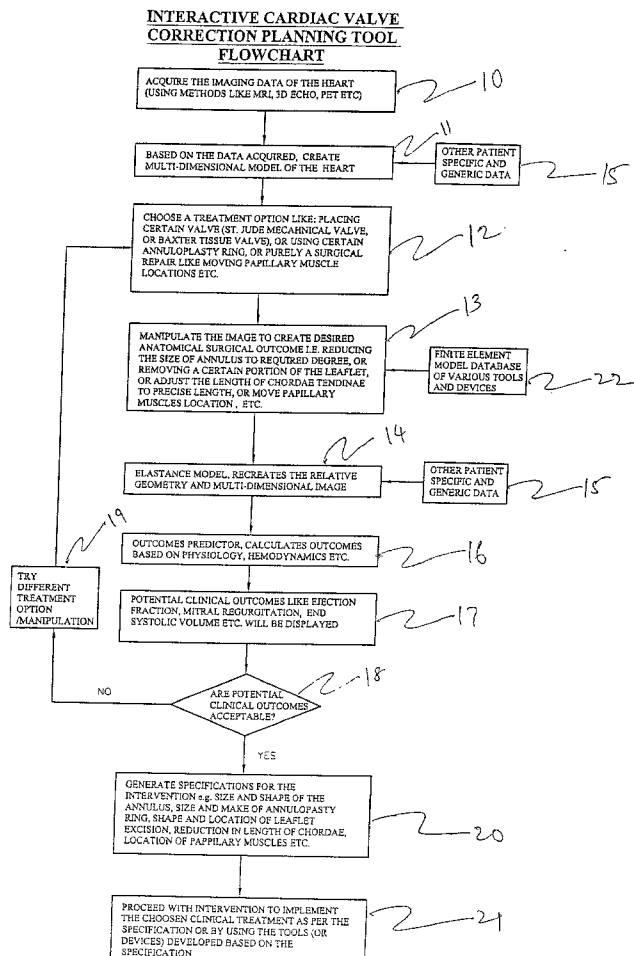 INTERACTIVE CARDIAC VALVE
CORRECTION PLANNING TOOL
FLOWCHART
ACQUIRE THE IMAGING DATA OF THE HEART
(USING METHODS LIKE MRI, 3D ECHO, PET ETC)
10
11
BASED ON THE DATA ACQUIRED, CREATE
MULTI-DIMENSIONAL MODEL OF THE HEART
OTHER PATIENT
SPECIFIC AND
GENERIC DATA
15
CHOOSE A TREATMENT OPTION LIKE: PLACING
CERTAIN VALVE (ST. JUDE MECAHNICAL VALVE,
OR BAXTER TISSUE VALVE), OR USING CERTAIN
ANNULOPLASTY RING, OR PURELY A SURGICAL
REPAIR LIKE MOVING PAPILLARY MUSCLE
LOCATIONS ETC.
12
13
MANIPULATE THE IMAGE TO CREATE DESIRED
ANATOMICAL SURGICAL OUTCOME I.E. REDUCING
THE SIZE OF ANNULUS TO REQUIRED DEGREE, OR
REMOVING A CERTAIN PORTION OF THE LEAFLET,
OR ADJUST THE LENGTH OF CHORDAE TENDINAE
TO PRECISE LENGTH, OR MOVE PAPILLARY
MUSCLES LOCATION , ETC.
FINITE ELEMENT
MODEL DATABASE
OF VARIOUS TOOLS
AND DEVICES
22
14
ELASTANCE MODEL, RECREATES THE RELATIVE
GEOMETRY AND MULTI-DIMENSIONAL IMAGE
OTHER PATIENT
SPECIFIC AND
GENERIC DATA
15
19
OUTCOMES PREDICTOR, CALCULATES OUTCOMES
BASED ON PHYSIOLOGY, HEMODYNAMICS ETC.
16
TRY
DIFFERENT
TREATMENT
OPTION
/MANIPULATION
POTENTIAL CLINICAL OUTCOMES LIKE EJECTION
FRACTION, MITRAL REGURGITATION, END
SYSTOLIC VOLUME ETC. WILL BE DISPLAYED
17
18
NO
ARE POTENTIAL
CLINICAL OUTCOMES
ACCEPTABLE?
YES
GENERATE SPECIFICATIONS FOR THE
INTERVENTION e.g. SIZE AND SHAPE OF THE
ANNULUS, SIZE AND MAKE OF ANNULOPASTY
RING, SHAPE AND LOCATION OF LEAFLET
EXCISION, REDUCTION IN LENGTH OF CHORDAE,
LOCATION OF PAPPILARY MUSCLES ETC.
20
PROCEED WITH INTERVENTION TO IMPLEMENT
THE CHOOSEN CLINICAL TREATMENT AS PER THE
SPECIFICATION OR BY USING THE TOOLS (OR
DEVICES) DEVELOPED BASED ON THE
SPECIFICATION
21